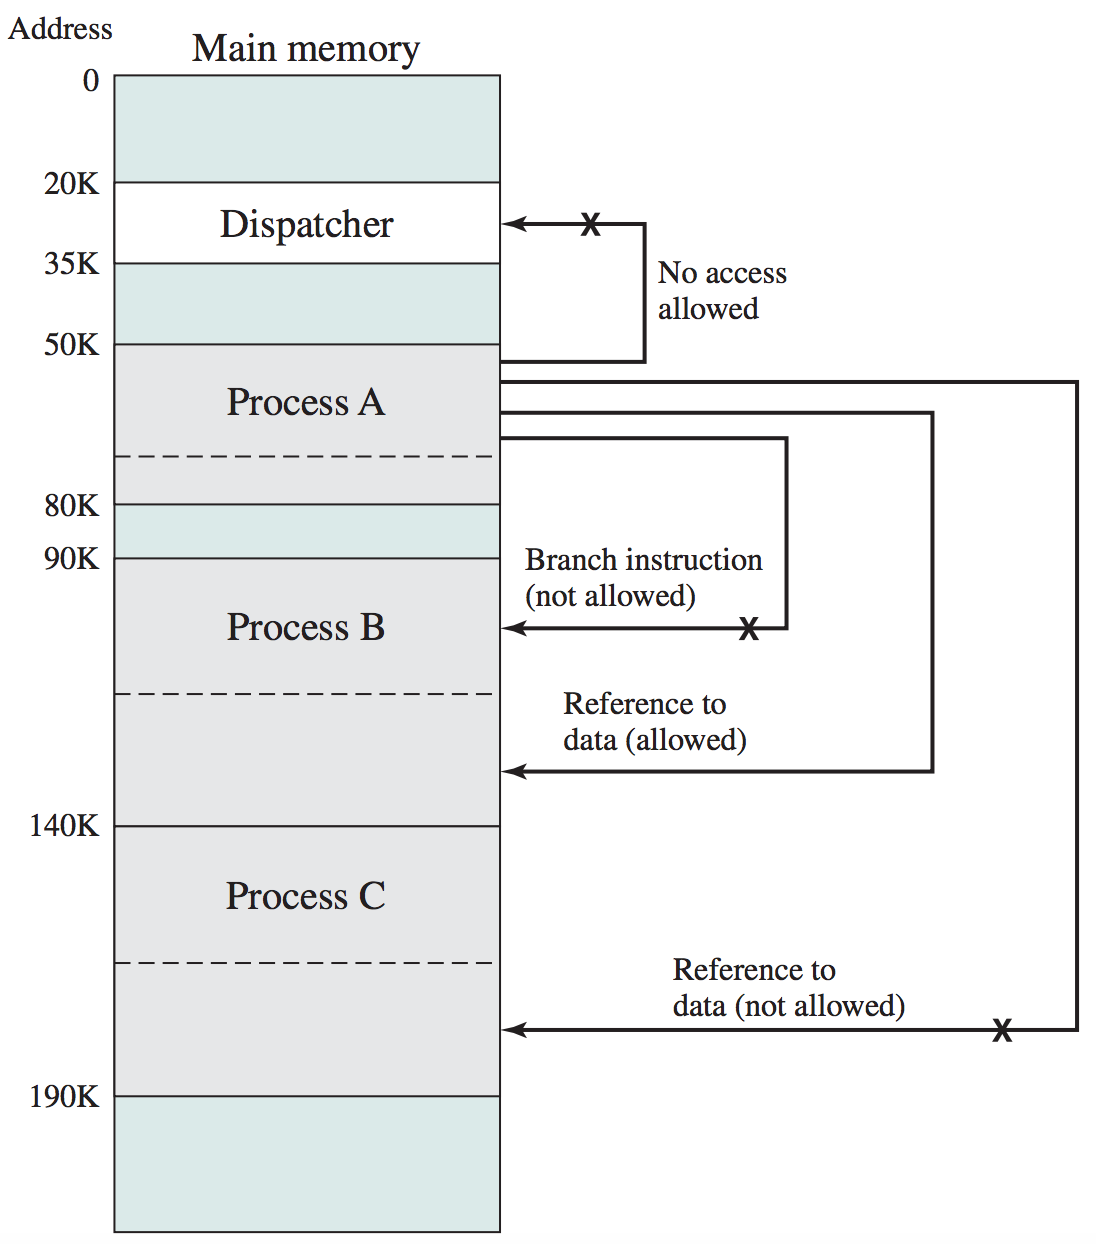 Address
Main memory
0
20K
Dispatcher
35K
No access
allowed
50K
Process A
80K
90K
Branch instruction
(not allowed)
Process B
Reference to
data (allowed)
140K
Process C
Reference to
data (not allowed)
190K